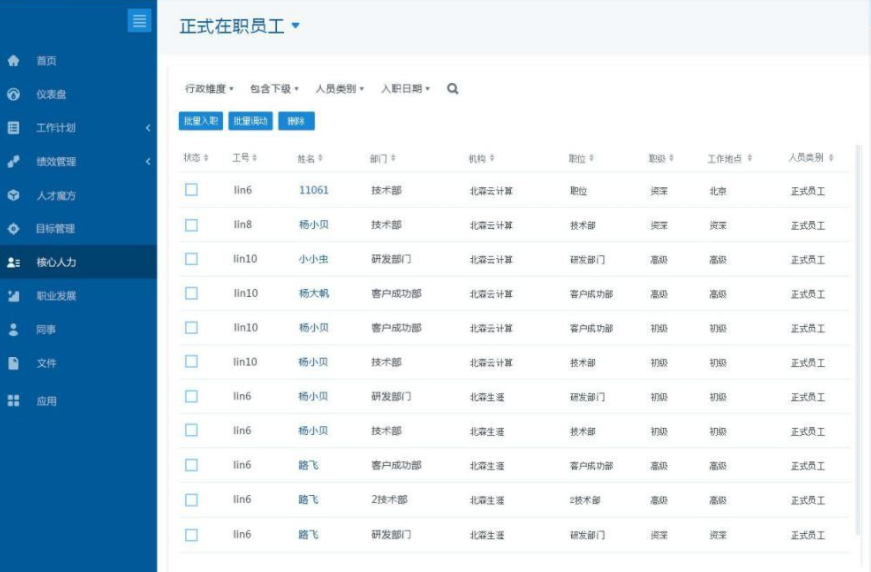 正式在职员工
首页
仪表盘
工作计划
绩效管理
人才魔方
目标管理
核心人力
职业发展
同事
文件
应用
行政维度 包含下级 人员类别 入职日期
批量入职 批量调动 删除
状态 工号 姓名 部门 机构 职位 职级 工作地点 人员类别
lin6 11061 技术部 北森云计算 职位 资深 北京 正式员工
lin8 杨小贝 技术部 北森云计算 技术部 资深 资深 正式员工
lin10 小小虫 研发部门 北森云计算 研发部门 高级 高级 正式员工
lin10 杨大帆 客户成功部 北森云计算 客户成功部 高级 高级 正式员工
lin10 杨小贝 客户成功部 北森云计算 客户成功部 初级 初级 正式员工
lin10 杨小贝 技术部 北森云计算 技术部 初级 初级 正式员工
lin6 杨小贝 研发部门 北森生涯 研发部门 初级 初级 正式员工
lin6 杨小贝 技术部 北森生涯 技术部 初级 初级 正式员工
lin6 路飞 客户成功部 北森生涯 客户成功部 高级 高级 正式员工
lin6 路飞 2技术部 北森生涯 2技术部 高级 高级 正式员工
lin6 路飞 研发部门 北森生涯 研发部门 资深 资深 正式员工